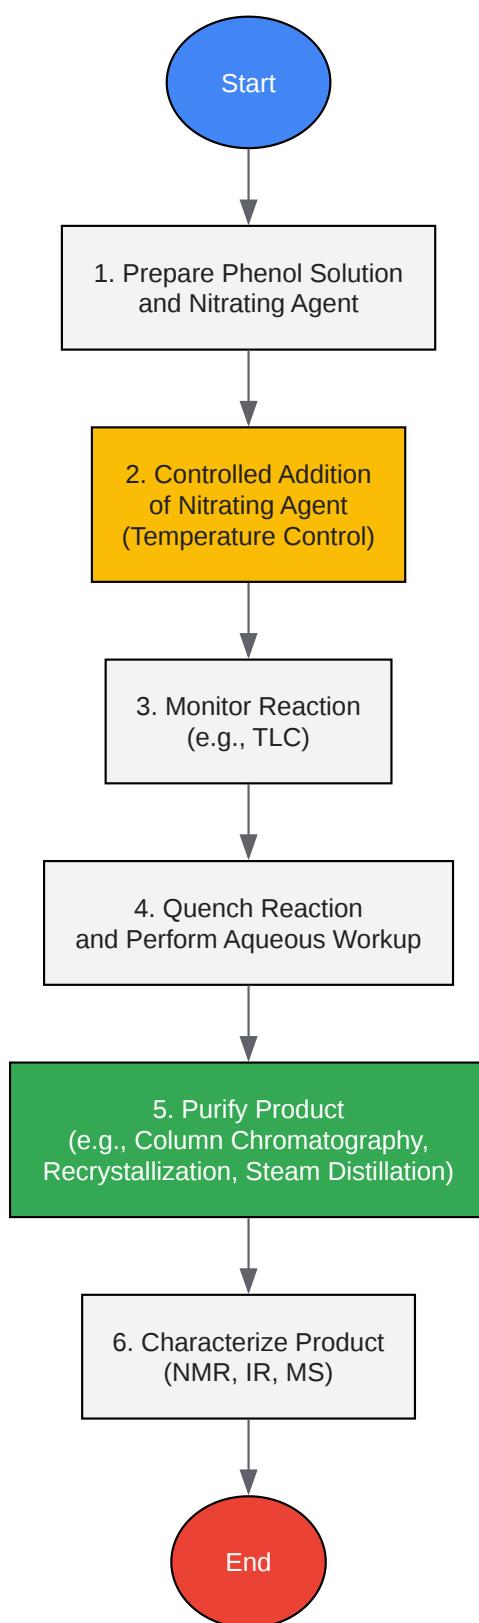 Start
1. Prepare Phenol Solution
and Nitrating Agent
2. Controlled Addition
of Nitrating Agent
(Temperature Control)
3. Monitor Reaction
(e.g., TLC)
4. Quench Reaction
and Perform Aqueous Workup
5. Purify Product
(e.g., Column Chromatography,
Recrystallization, Steam Distillation)
6. Characterize Product
(NMR, IR, MS)
End